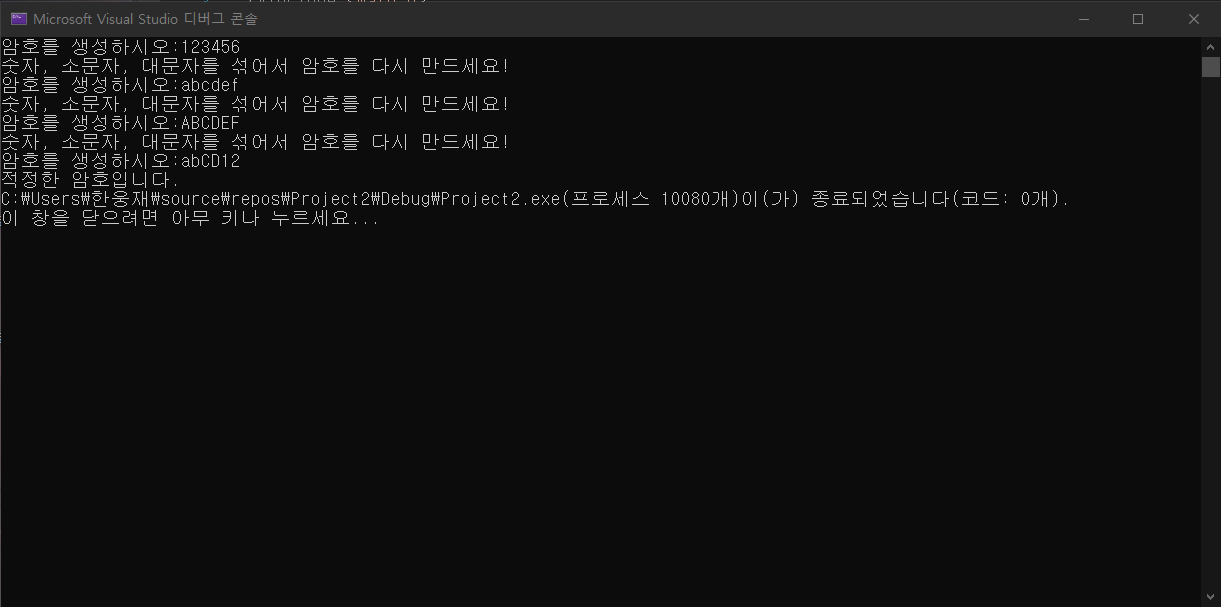 Microsoft Visual Studio 디버그 콘솔
암호를 생성하시오:123456
숫자, 소문자, 대문자를 섞어서 암호를 다시 만드세요!
암호를 생성하시오:abcdef
숫자, 소문자, 대문자를 섞어서 암호를 다시 만드세요!
암호를 생성하시오:ABCDEF
숫자, 소문자, 대문자를 섞어서 암호를 다시 만드세요!
암호를 생성하시오:abCD12
적정한 암호입니다.
C:₩Users₩한웅재₩source₩repos₩Project2₩Debug₩Project2.exe(프로세스 10080개)이(가) 종료되었습니다(코드: 0개).
이 창을 닫으려면 아무 키나 누르세요...